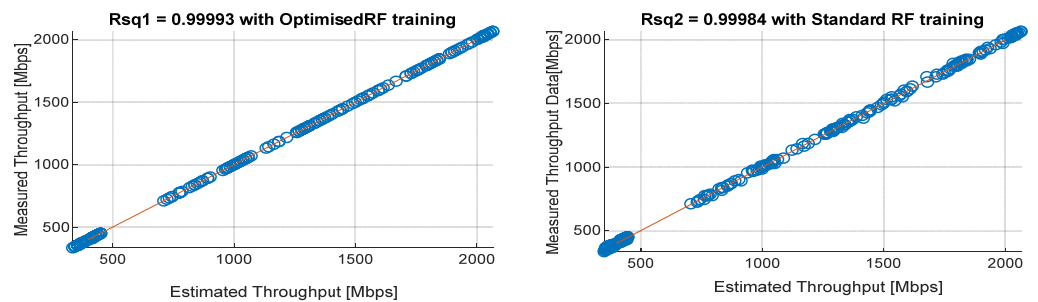 Rsq1 = 0.99993 with OptimisedRF training
Measured Throughput [Mbps]
2000
1500
1000
500
500 1000 1500 2000
Estimated Throughput [Mbps]
Rsq2 = 0.99984 with Standard RF training
Measured Throughput Data[Mbps]
2000
1500
1000
500
500 1000 1500 2000
Estimated Throughput [Mbps]